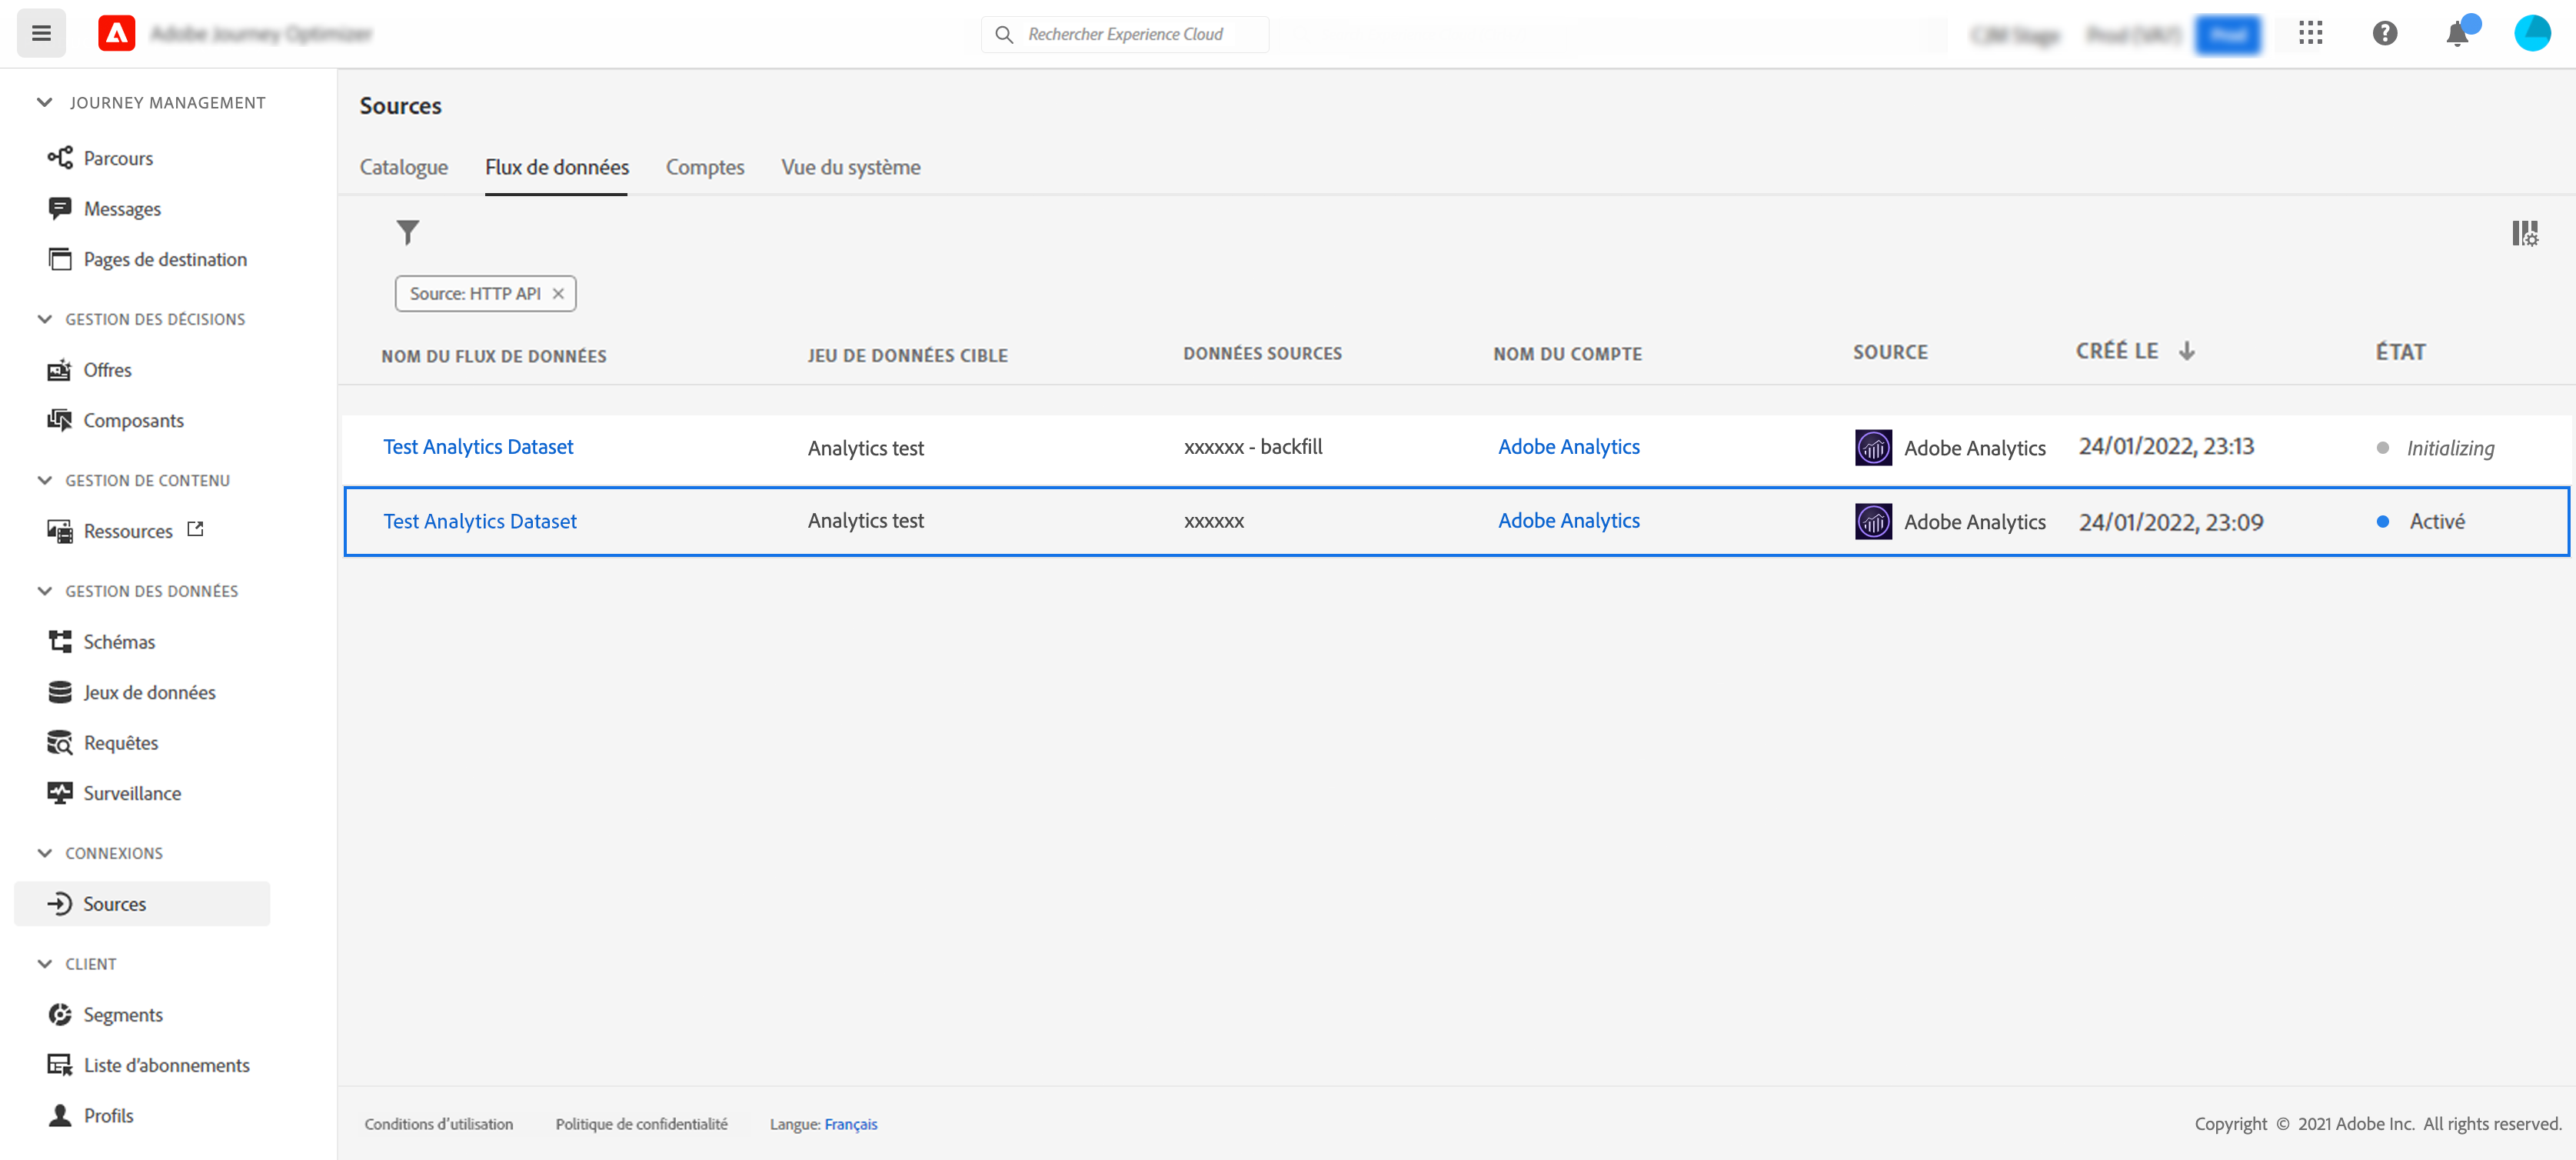 Rechercher Experience Cloud
JOURNEY MANAGEMENT
Parcours
Messages
Pages de destination
GESTION DES DÉCISIONS
Offres
Composants
GESTION DE CONTENU
Ressources
GESTION DES DONNÉES
Schémas
Jeux de données
Requêtes
Surveillance
CONNEXIONS
Sources
CLIENT
Segments
Liste d’abonnements
Profils
Sources
Catalogue Flux de données Comptes Vue du système
Source: HTTP API
NOM DU FLUX DE DONNÉES JEU DE DONNÉES CIBLE DONNÉES SOURCES NOM DU COMPTE SOURCE CRÉÉ LE ÉTAT
Test Analytics Dataset Analytics test xxxxxx - backfill Adobe Analytics Adobe Analytics 24/01/2022, 23:13 Initializing
Test Analytics Dataset Analytics test xxxxxx Adobe Analytics Adobe Analytics 24/01/2022, 23:09 Activé
Conditions d’utilisation Politique de confidentialité Langue: Français Copyright © 2021 Adobe Inc. All rights reserved.